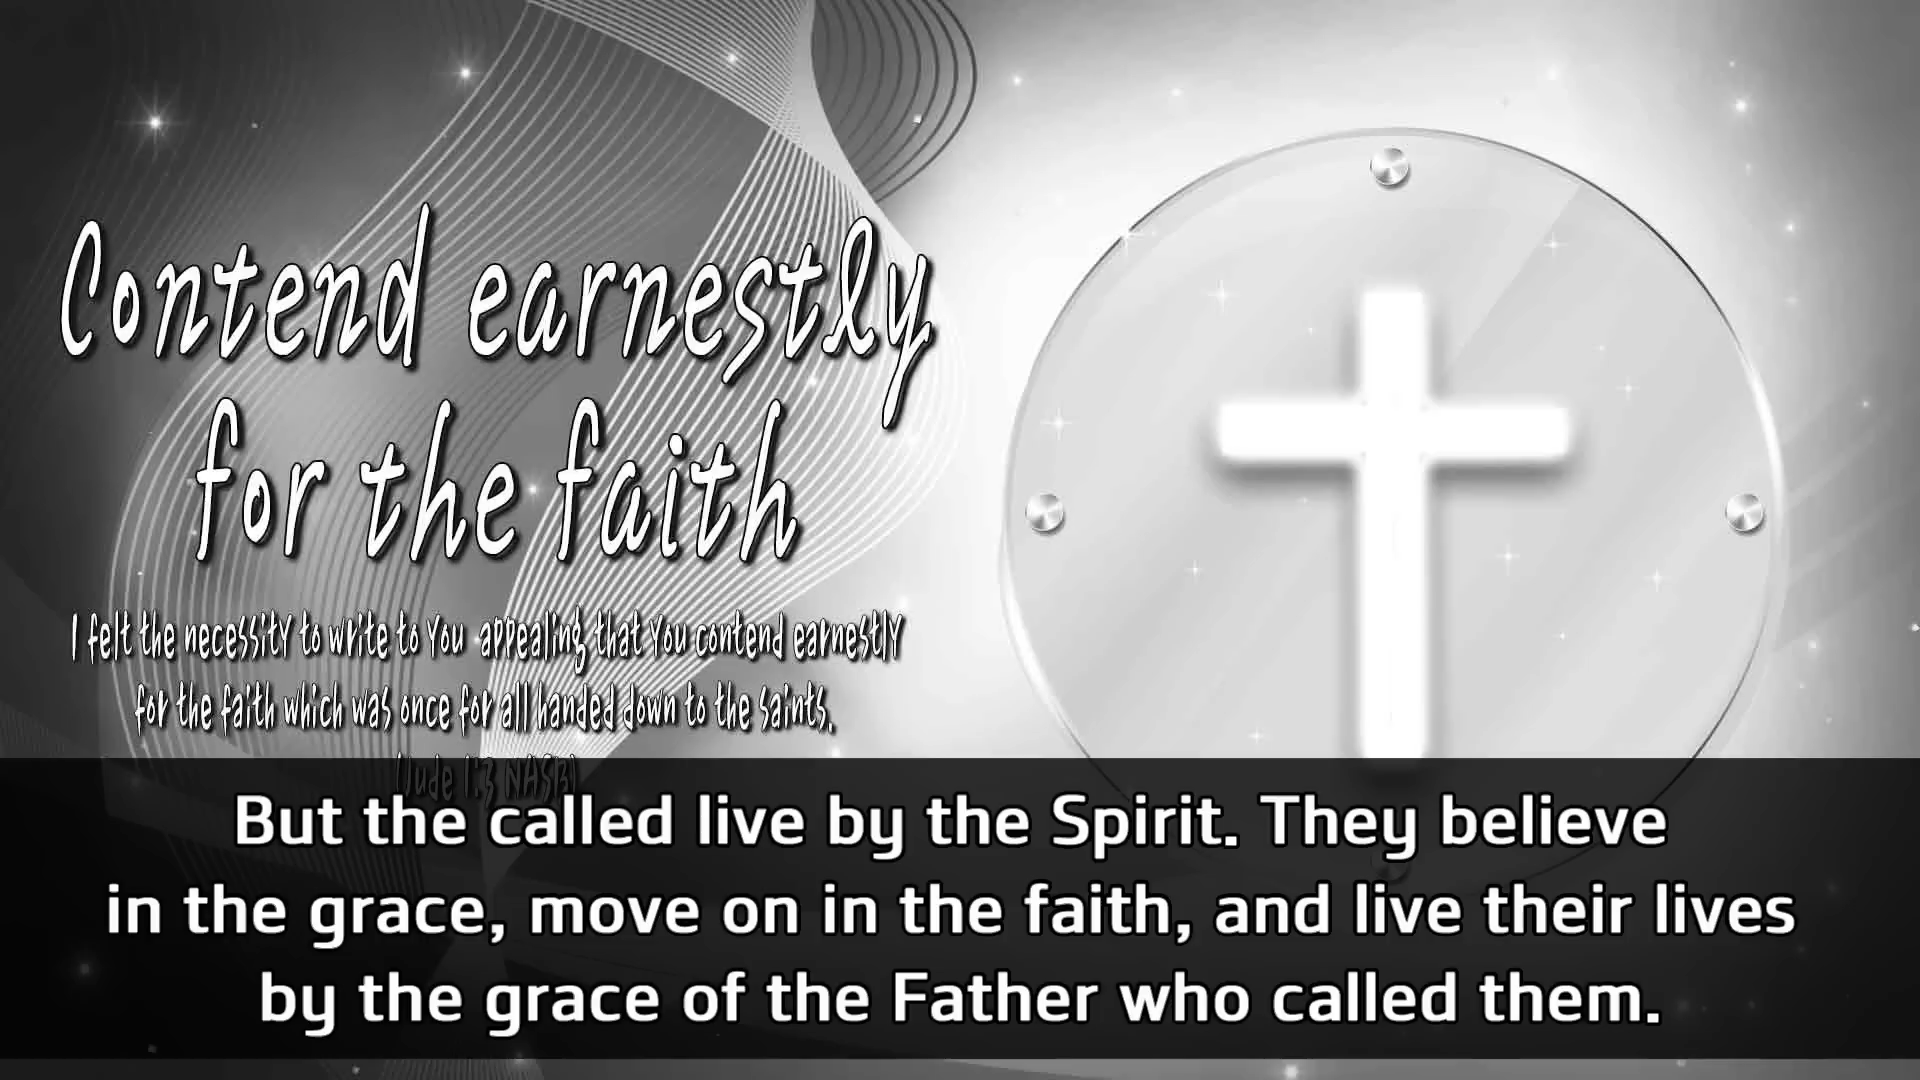 Contend earnestly
for the faith
I felt the necessity to write to you appealing that you contend earnestly
for the faith which was once for all handed down to the saints.
(Jude 1:3 NASB)
But the called live by the Spirit. They believe
in the grace, move on in the faith, and live their lives
by the grace of the Father who called them.